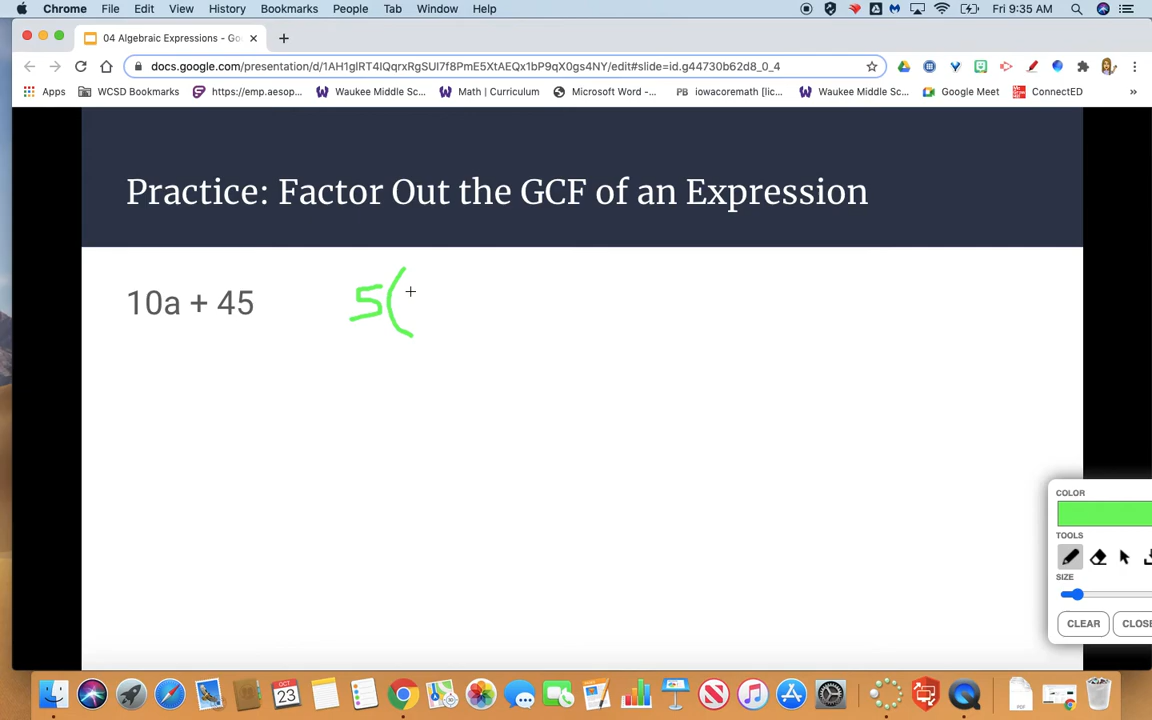 Chrome File Edit View History Bookmarks People Tab Window Help Fri 9:35 AM
04 Algebraic Expressions - Go
docs.google.com/presentation/d/1AH1glRT4lQqrxRgSUI7f8PmE5XtAEQx1bP9qX0gs4NY/edit#slide=id.g44730b62d8_0_4
Apps WCSD Bookmarks https://emp.aesop... Waukee Middle Sc... Math | Curriculum Microsoft Word -... PB iowacoremath [lic... Waukee Middle Sc... Google Meet ConnectED »
Practice: Factor Out the GCF of an Expression
10a + 45 5(
COLOR
TOOLS
SIZE
CLEAR CLOSE
OCT
23